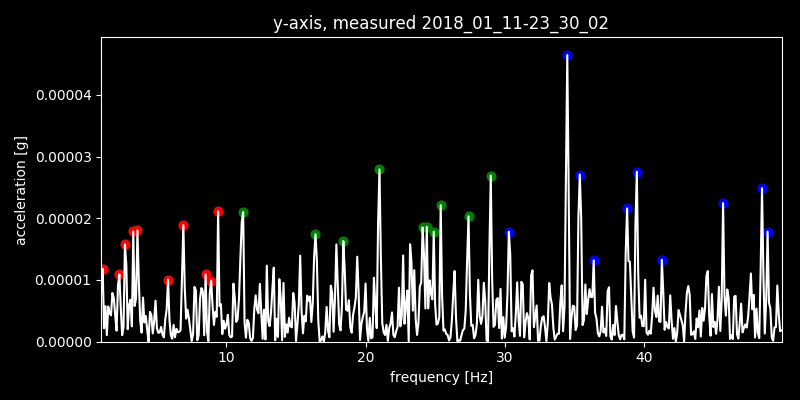 y-axis, measured 2018_01_11-23_30_02
0.00004
0.00003
0.00002
0.00001
0.00000
acceleration [g]
10 20 30 40
frequency [Hz]